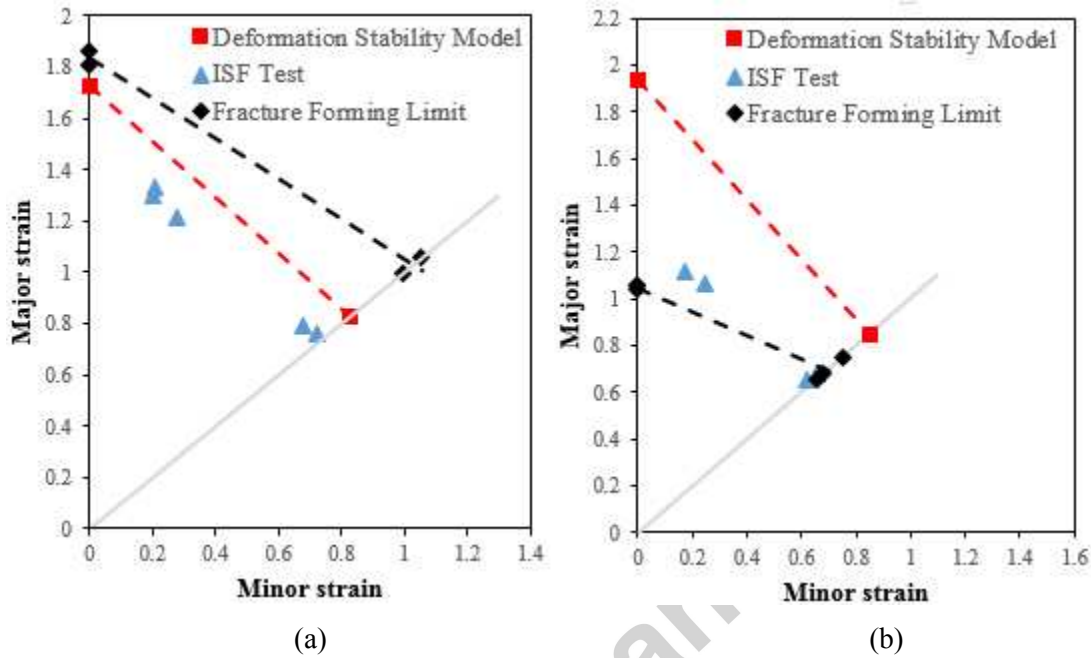 2
1.8
1.6
1.4
1.2
1
0.8
0.6
0.4
0.2
0
Major strain
Deformation Stability Model
ISF Test
Fracture Forming Limit
0 0.2 0.4 0.6 0.8 1 1.2 1.4
Minor strain
(a)
2.2
2
1.8
1.6
1.4
1.2
1
0.8
0.6
0.4
0.2
0
Major strain
Deformation Stability Model
ISF Test
Fracture Forming Limit
0 0.2 0.4 0.6 0.8 1 1.2 1.4 1.6
Minor strain
(b)